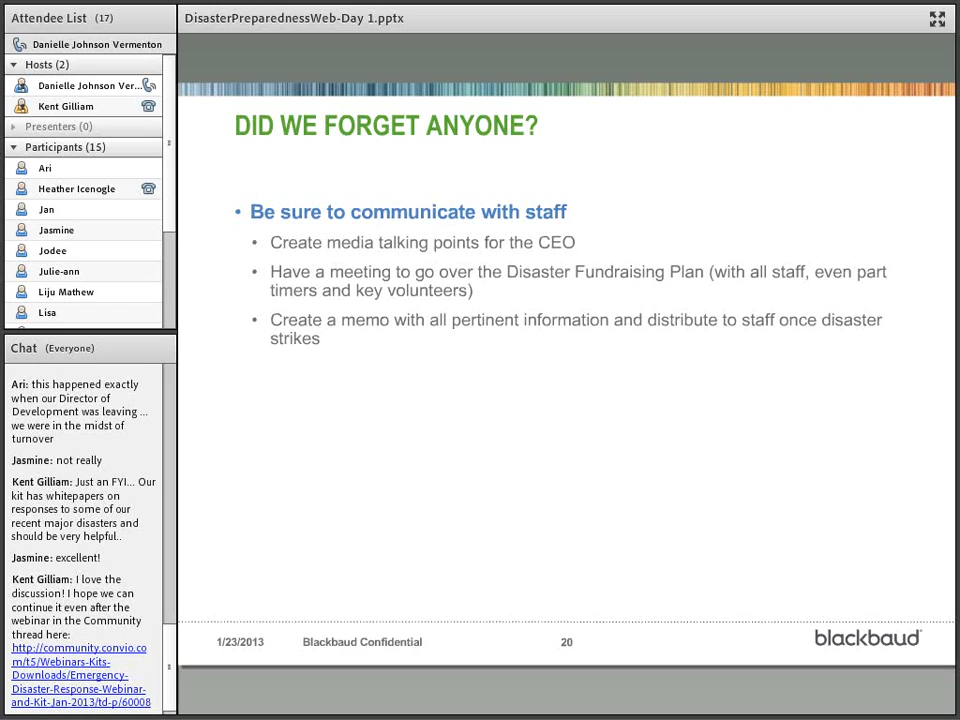 Attendee List (17)
Danielle Johnson Vermenton
Hosts (2)
Danielle Johnson Ver...
Kent Gilliam
Presenters (0)
Participants (15)
Ari
Heather Icenogle
Jan
Jasmine
Jodee
Julie-ann
Liju Mathew
Lisa
Chat (Everyone)
Ari: this happened exactly
when our Director of
Development was leaving ...
we were in the midst of
turnover
Jasmine: not really
Kent Gilliam: Just an FYI... Our
kit has whitepapers on
responses to some of our
recent major disasters and
should be very helpful..
Jasmine: excellent!
Kent Gilliam: I love the
discussion! I hope we can
continue it even after the
webinar in the Community
thread here:
http://community.convio.co
m/t5/Webinars-Kits-
Downloads/Emergency-
Disaster-Response-Webinar-
and-Kit-Jan-2013/td-p/60008
DisasterPreparednessWeb-Day 1.pptx
DID WE FORGET ANYONE?
• Be sure to communicate with staff
• Create media talking points for the CEO
• Have a meeting to go over the Disaster Fundraising Plan (with all staff, even part
timers and key volunteers)
• Create a memo with all pertinent information and distribute to staff once disaster
strikes
1/23/2013 Blackbaud Confidential 20
blackbaud